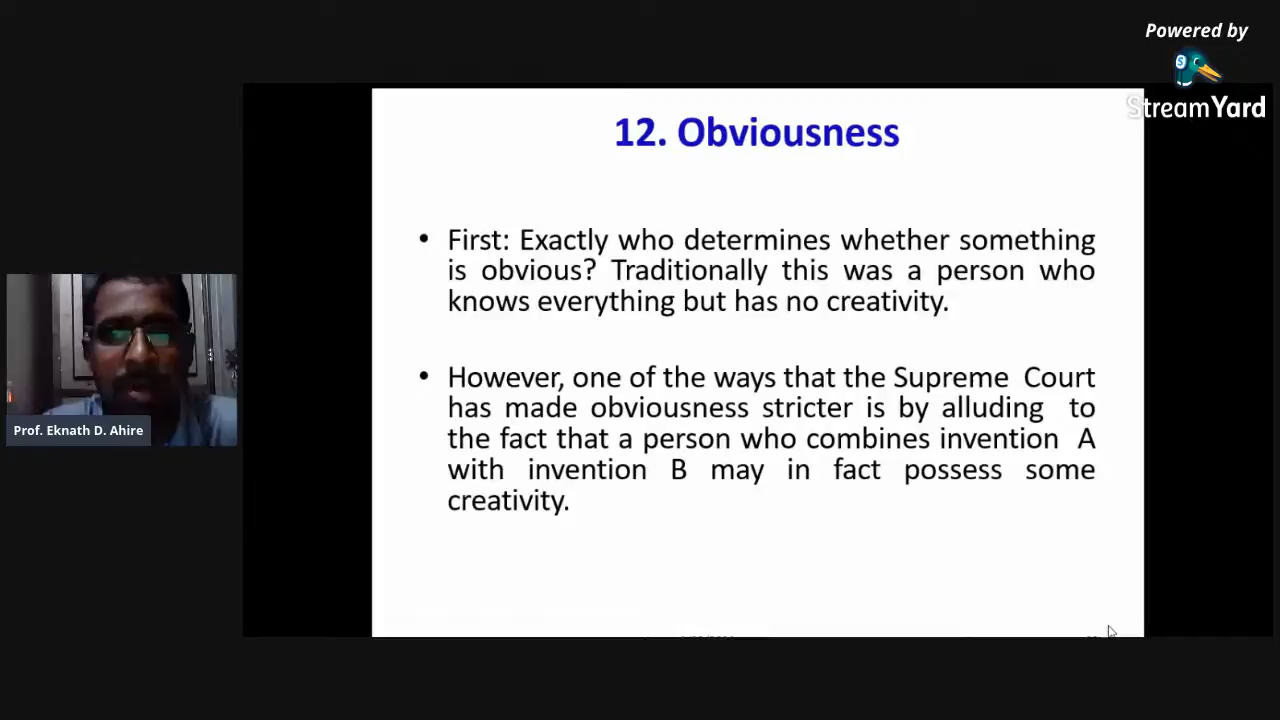 Powered by
StreamYard
12. Obviousness
• First: Exactly who determines whether something
is obvious? Traditionally this was a person who
knows everything but has no creativity.
• However, one of the ways that the Supreme Court
has made obviousness stricter is by alluding to
the fact that a person who combines invention A
with invention B may in fact possess some
creativity.
Prof. Eknath D. Ahire